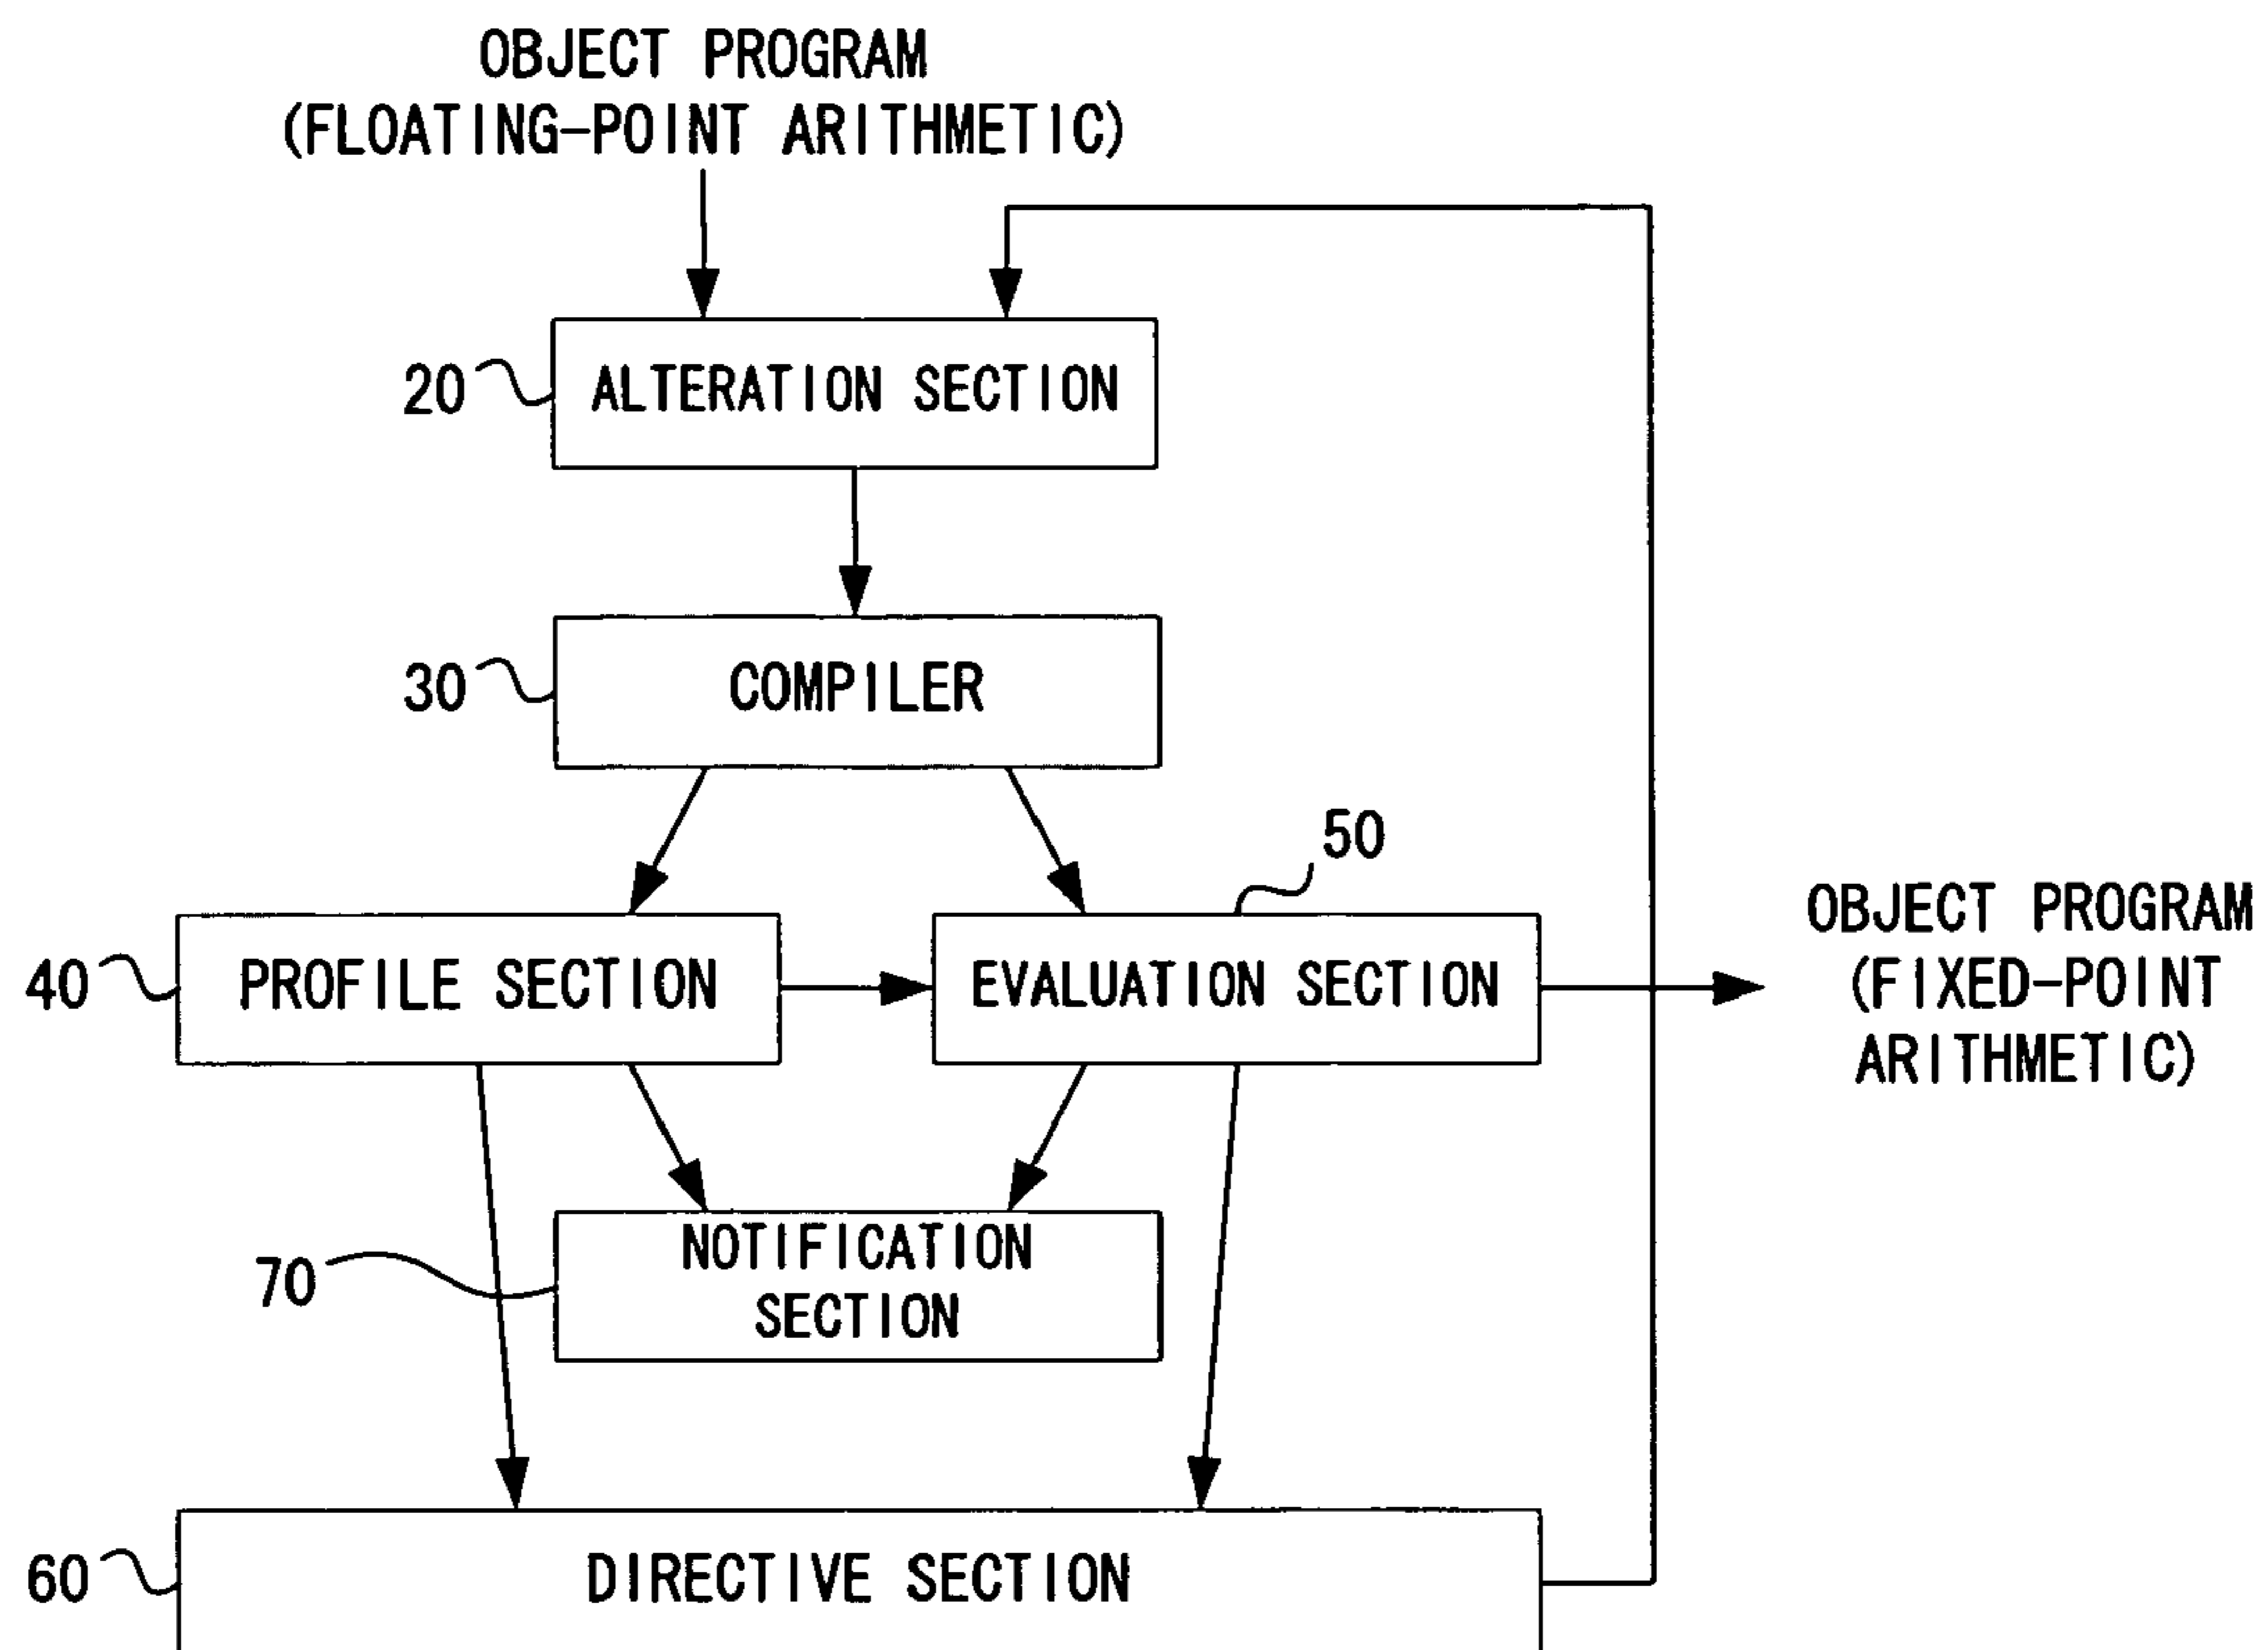 OBJECT PROGRAM
(FLOATING-POINT ARITHMETIC)
20
ALTERATION SECTION
30
COMPILER
50
40
PROFILE SECTION
EVALUATION SECTION
OBJECT PROGRAM
(FIXED-POINT
ARITHMETIC)
70
NOTIFICATION
SECTION
60
DIRECTIVE SECTION